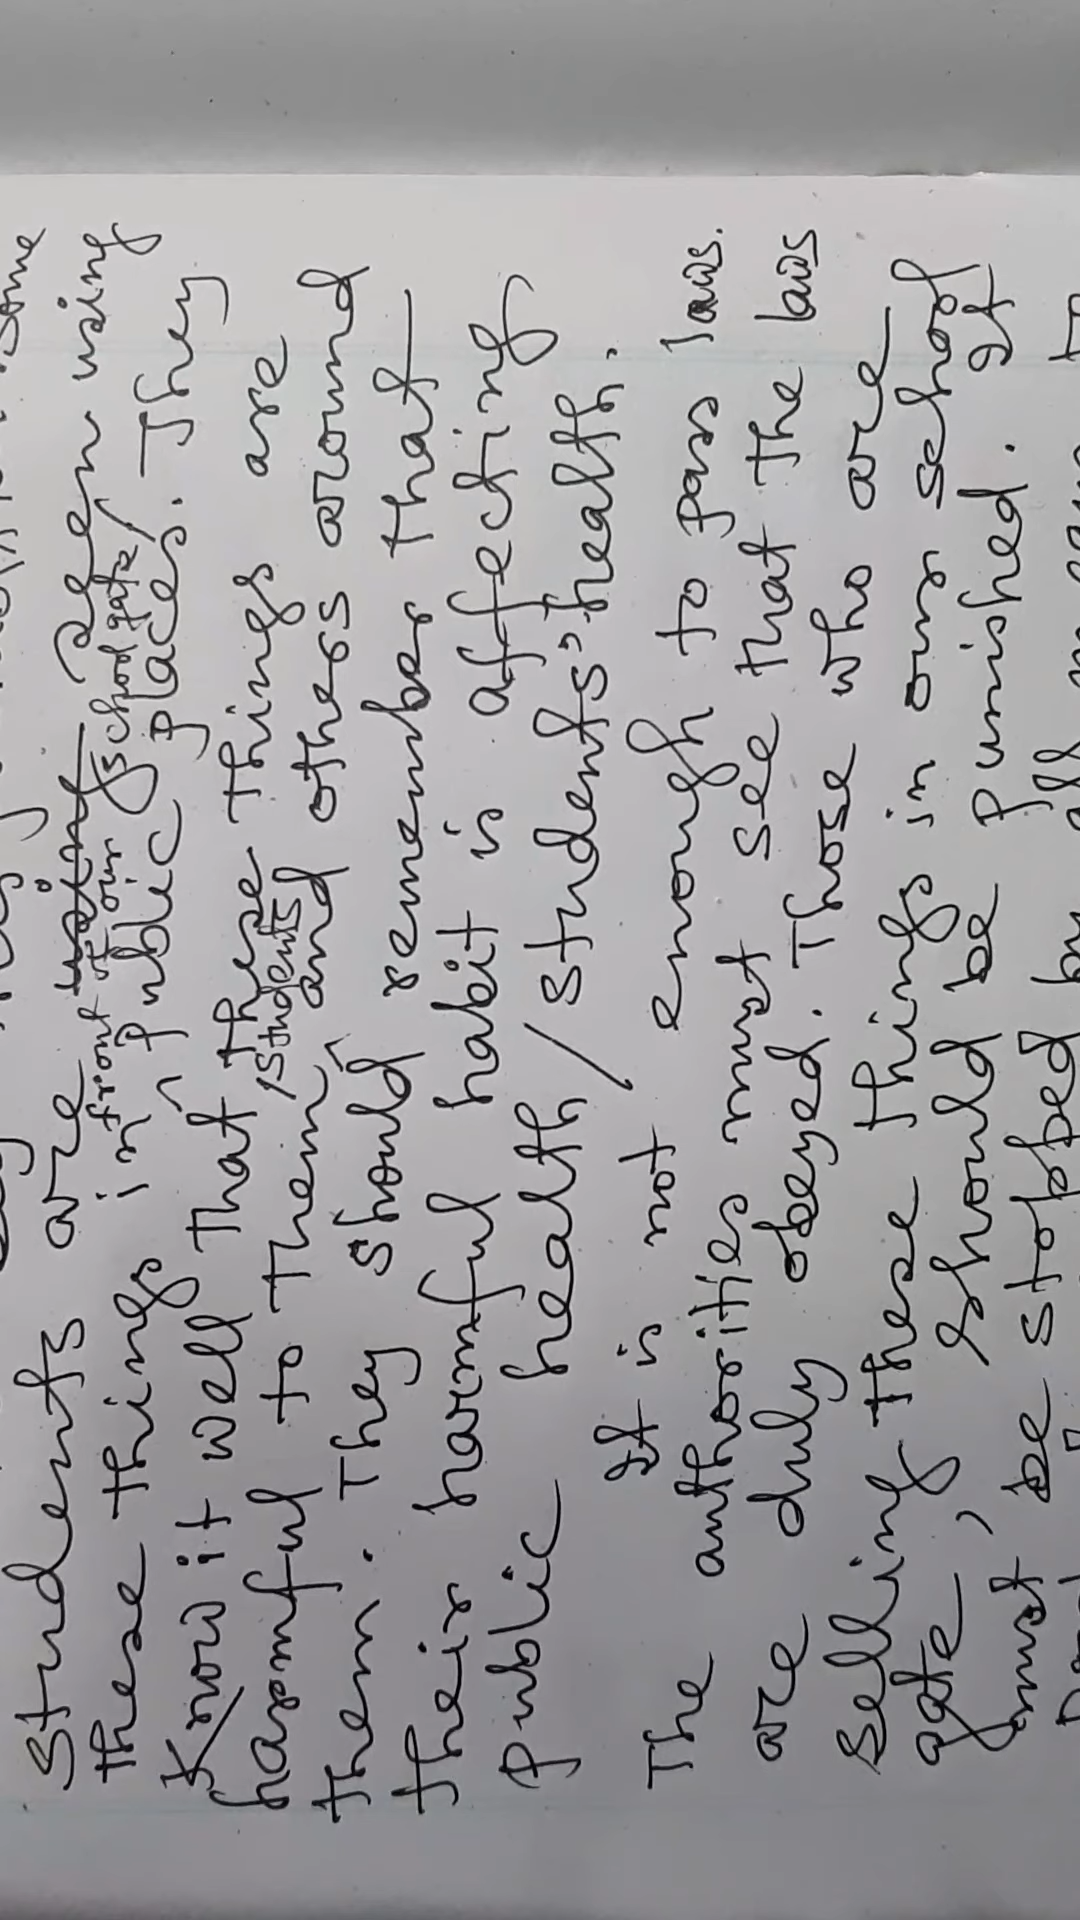 some
students are seen using
these things in front of our school gate/
public places. They
know it well that these things are
harmful to them /students and others around
them. They should remember that
their harmful habit is affecting
public health/students' health.
It is not enough to pass laws.
The authorities must see that the laws
are duly obeyed. Those who are
selling these things in our school
gate, should be punished. It
must be stopped by all means